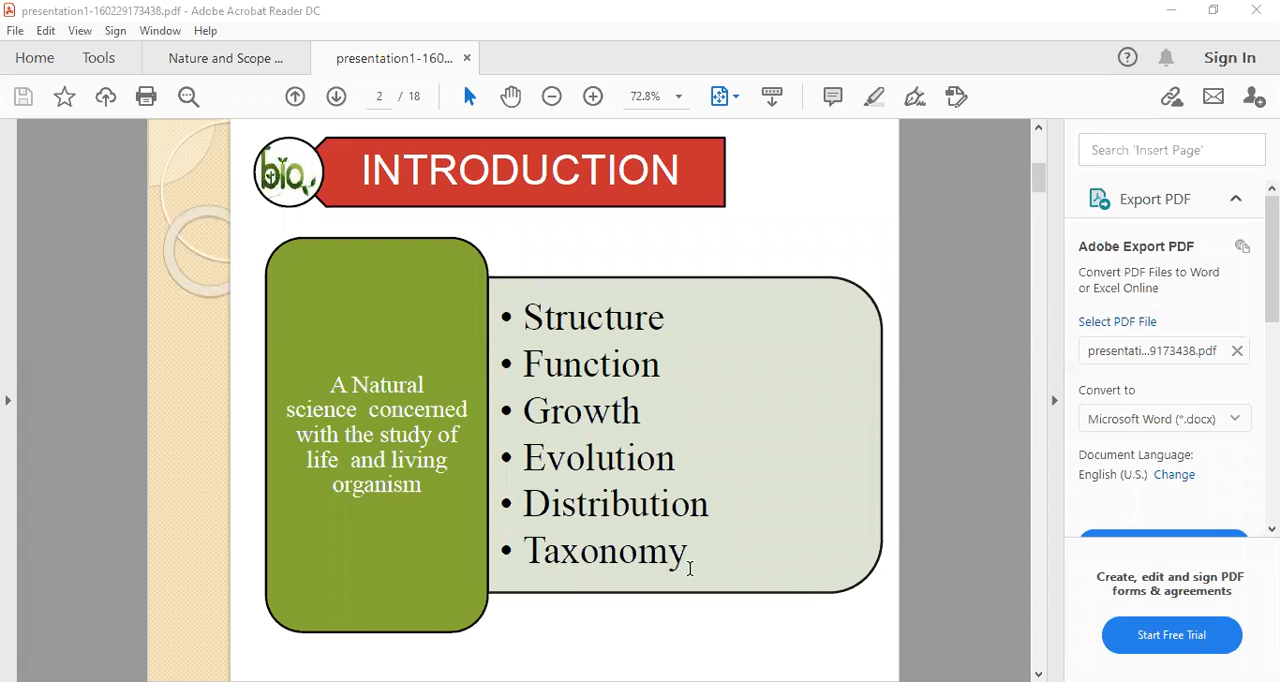 presentation1-160229173438.pdf - Adobe Acrobat Reader DC
File Edit View Sign Window Help
Home Tools Nature and Scope ... presentation1-160... × Sign In
2 / 18 72.8%
bio
INTRODUCTION
A Natural
science concerned
with the study of
life and living
organism
• Structure
• Function
• Growth
• Evolution
• Distribution
• Taxonomy
Search 'Insert Page'
Export PDF
Adobe Export PDF
Convert PDF Files to Word
or Excel Online
Select PDF File
presentati...9173438.pdf
Convert to
Microsoft Word (*.docx)
Document Language:
English (U.S.) Change
Create, edit and sign PDF
forms & agreements
Start Free Trial